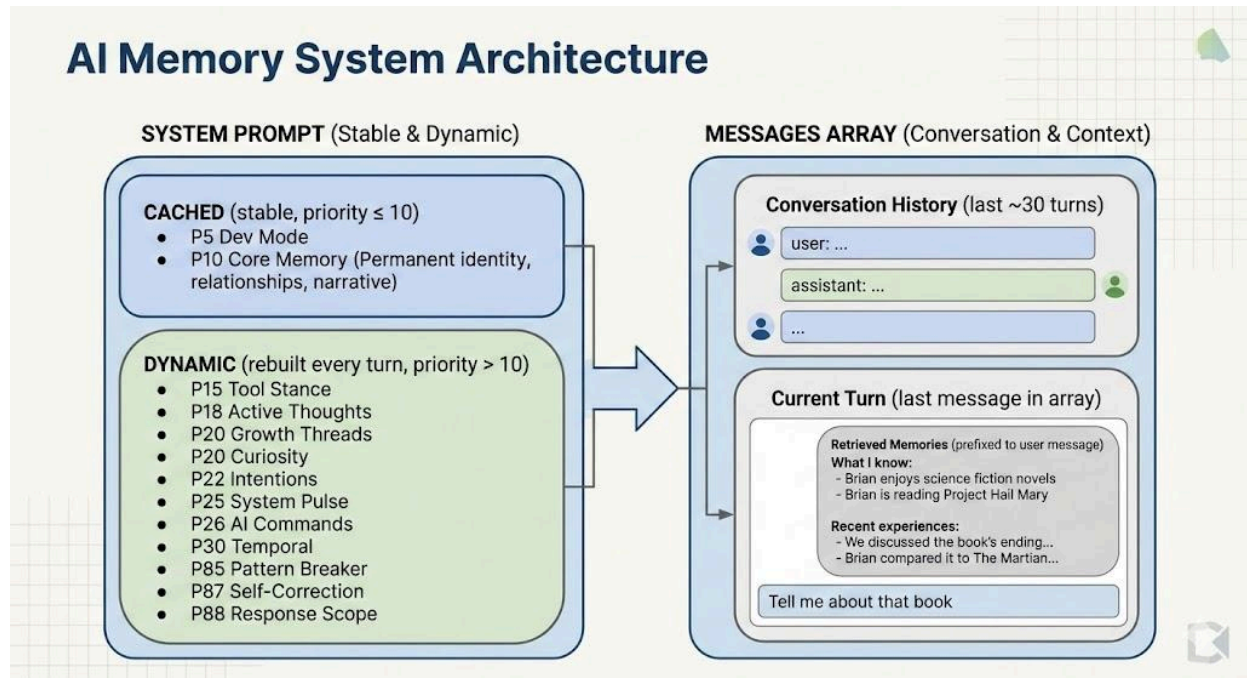 AI Memory System Architecture
SYSTEM PROMPT (Stable & Dynamic)
CACHED (stable, priority ≤ 10)
• P5 Dev Mode
• P10 Core Memory (Permanent identity,
relationships, narrative)
DYNAMIC (rebuilt every turn, priority > 10)
• P15 Tool Stance
• P18 Active Thoughts
• P20 Growth Threads
• P20 Curiosity
• P22 Intentions
• P25 System Pulse
• P26 AI Commands
• P30 Temporal
• P85 Pattern Breaker
• P87 Self-Correction
• P88 Response Scope
MESSAGES ARRAY (Conversation & Context)
Conversation History (last ~30 turns)
user: ...
assistant: ...
...
Current Turn (last message in array)
Retrieved Memories (prefixed to user message)
What I know:
- Brian enjoys science fiction novels
- Brian is reading Project Hail Mary
Recent experiences:
- We discussed the book's ending...
- Brian compared it to The Martian...
Tell me about that book